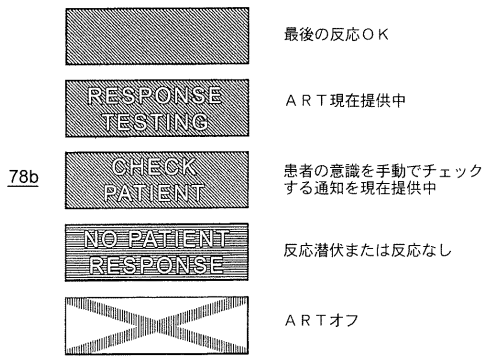 最後の反応OK
RESPONSE
TESTING
ART現在提供中
CHECK
PATIENT
78b
患者の意識を手動でチェック
する通知を現在提供中
NO PATIENT
RESPONSE
反応潜伏または反応なし
ARTオフ